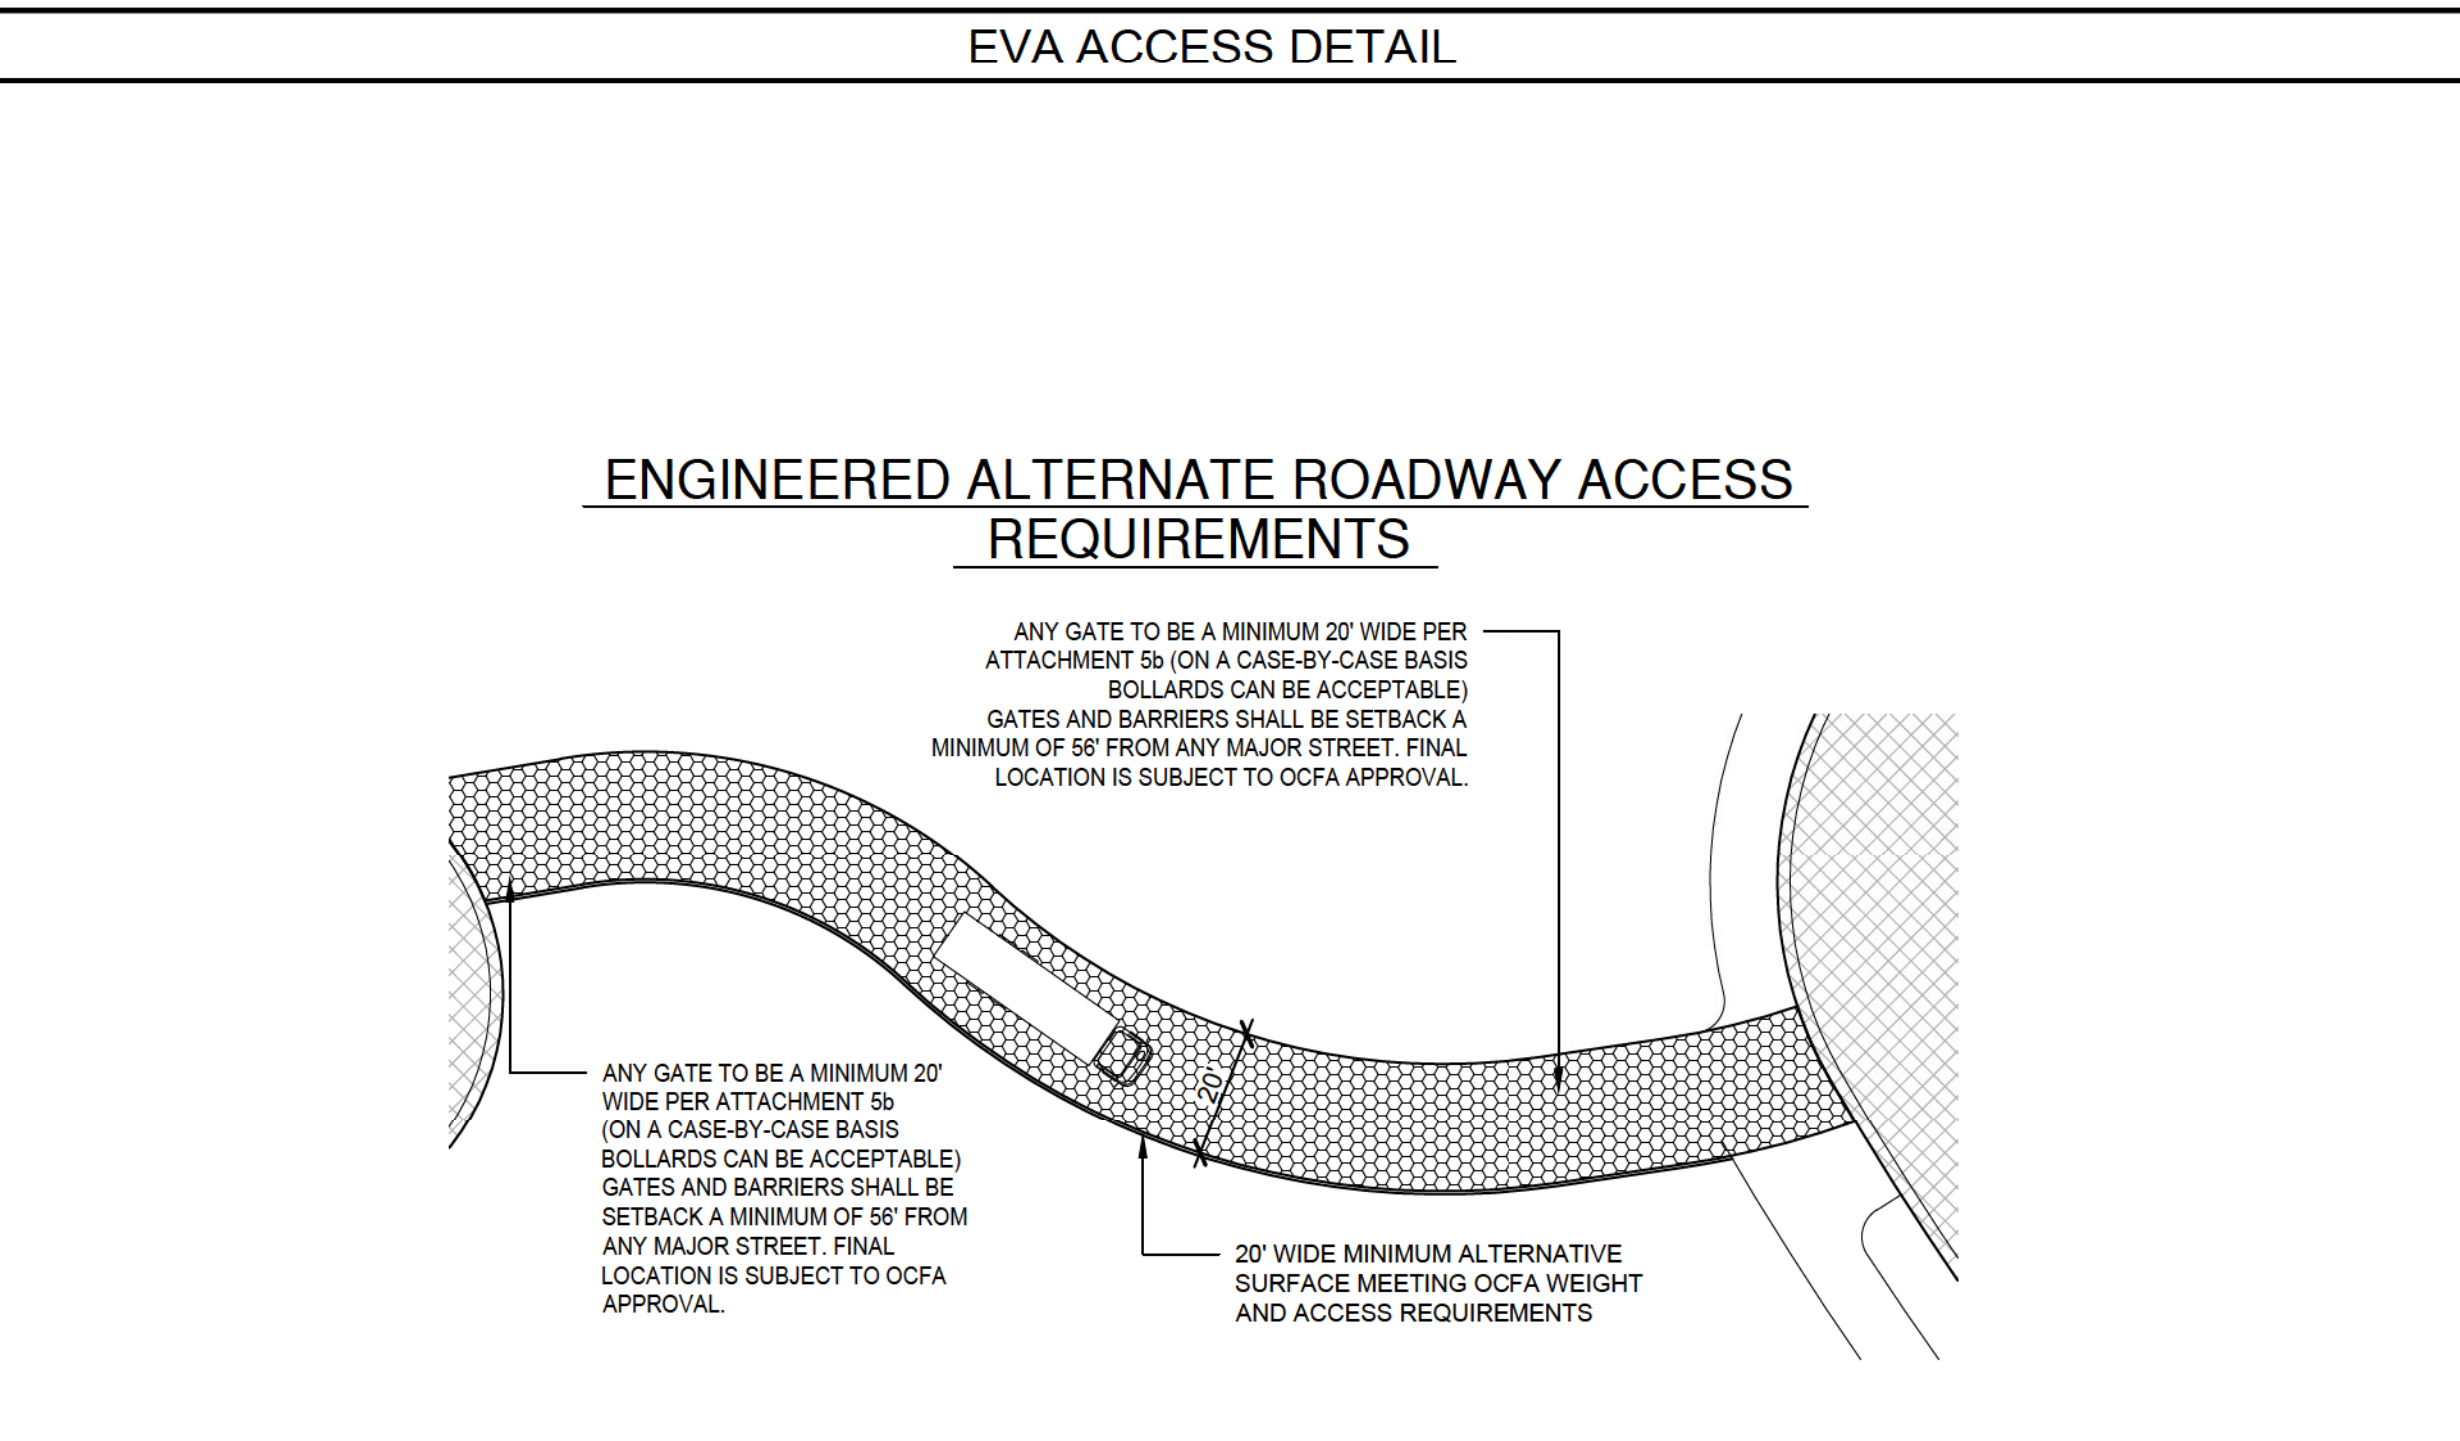 EVA ACCESS DETAIL
ENGINEERED ALTERNATE ROADWAY ACCESS
REQUIREMENTS
ANY GATE TO BE A MINIMUM 20' WIDE PER
ATTACHMENT 5b (ON A CASE-BY-CASE BASIS
BOLLARDS CAN BE ACCEPTABLE)
GATES AND BARRIERS SHALL BE SETBACK A
MINIMUM OF 56' FROM ANY MAJOR STREET. FINAL
LOCATION IS SUBJECT TO OCFA APPROVAL.
20'
ANY GATE TO BE A MINIMUM 20'
WIDE PER ATTACHMENT 5b
(ON A CASE-BY-CASE BASIS
BOLLARDS CAN BE ACCEPTABLE)
GATES AND BARRIERS SHALL BE
SETBACK A MINIMUM OF 56' FROM
ANY MAJOR STREET. FINAL
LOCATION IS SUBJECT TO OCFA
APPROVAL.
20' WIDE MINIMUM ALTERNATIVE
SURFACE MEETING OCFA WEIGHT
AND ACCESS REQUIREMENTS